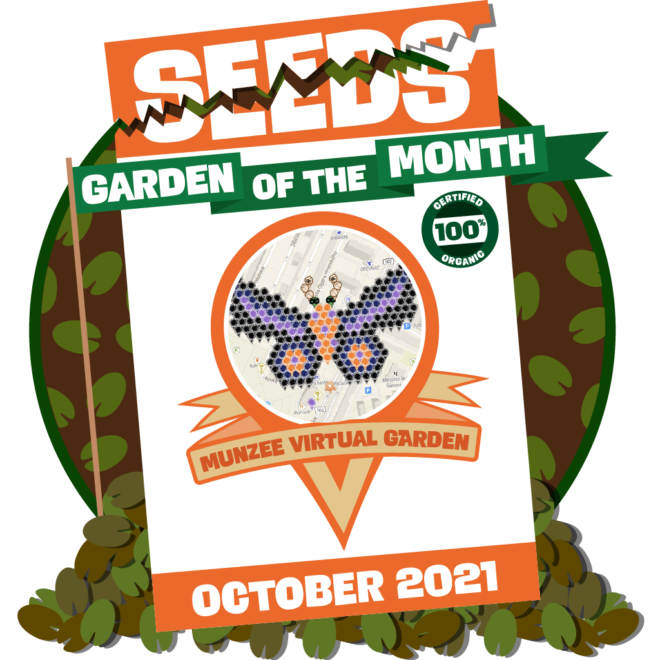 SEEDS
GARDEN OF THE MONTH
CERTIFIED
100%
ORGANIC
MUNZEE VIRTUAL GARDEN
OCTOBER 2021